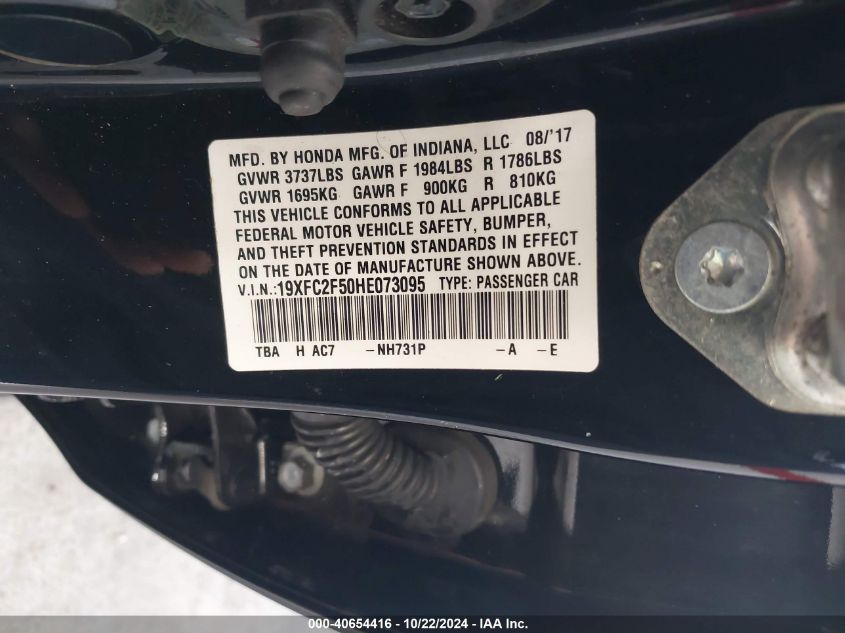 MFD. BY HONDA MFG. OF INDIANA, LLC 08/'17
GVWR 3737LBS GAWR F 1984LBS R 1786LBS
GVWR 1695KG GAWR F 900KG R 810KG
THIS VEHICLE CONFORMS TO ALL APPLICABLE
FEDERAL MOTOR VEHICLE SAFETY, BUMPER,
AND THEFT PREVENTION STANDARDS IN EFFECT
ON THE DATE OF MANUFACTURE SHOWN ABOVE.
V.I.N.:19XFC2F50HE073095 TYPE: PASSENGER CAR
TBA H AC7 -NH731P -A -E
000-40654416 - 10/22/2024 - IAA Inc.